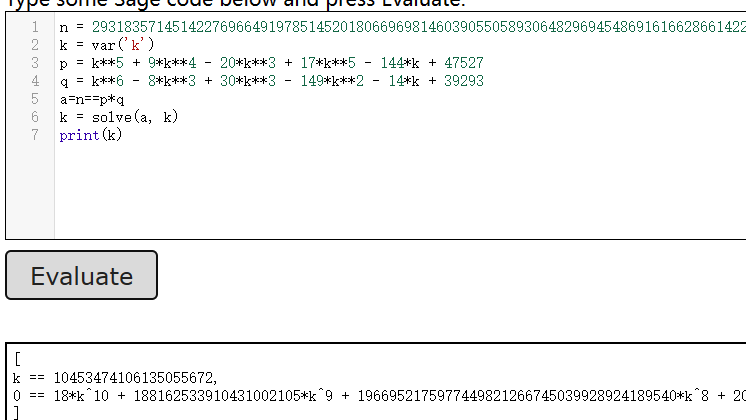 Type some Sage code below and press Evaluate.
1 n = 2931835714514227696649197851452018066969814603905505893064829694548691616628661422
2 k = var('k')
3 p = k**5 + 9*k**4 - 20*k**3 + 17*k**5 - 144*k + 47527
4 q = k**6 - 8*k**3 + 30*k**3 - 149*k**2 - 14*k + 39293
5 a=n==p*q
6 k = solve(a, k)
7 print(k)
Evaluate
[
k == 10453474106135055672,
0 == 18*k^10 + 188162533910431002105*k^9 + 1966952175977449821266745039928924189540*k^8 + 20
]